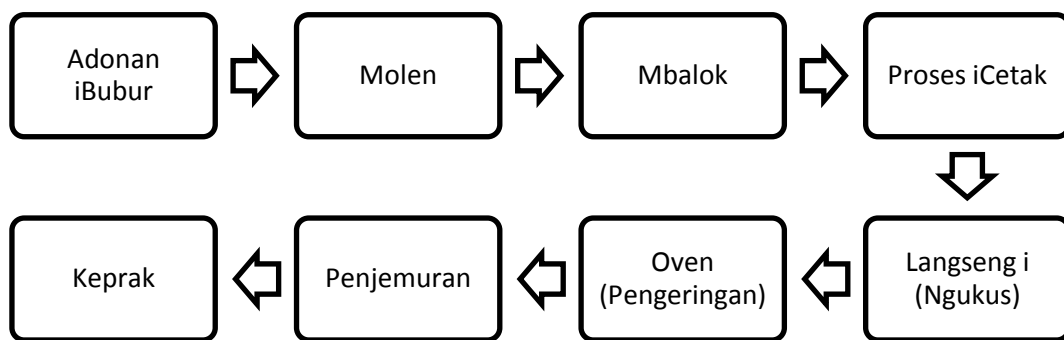 Adonan
iBubur
Molen
Mbalok
Proses iCetak
Langseng i
(Ngukus)
Oven
(Pengeringan)
Penjemuran
Keprak